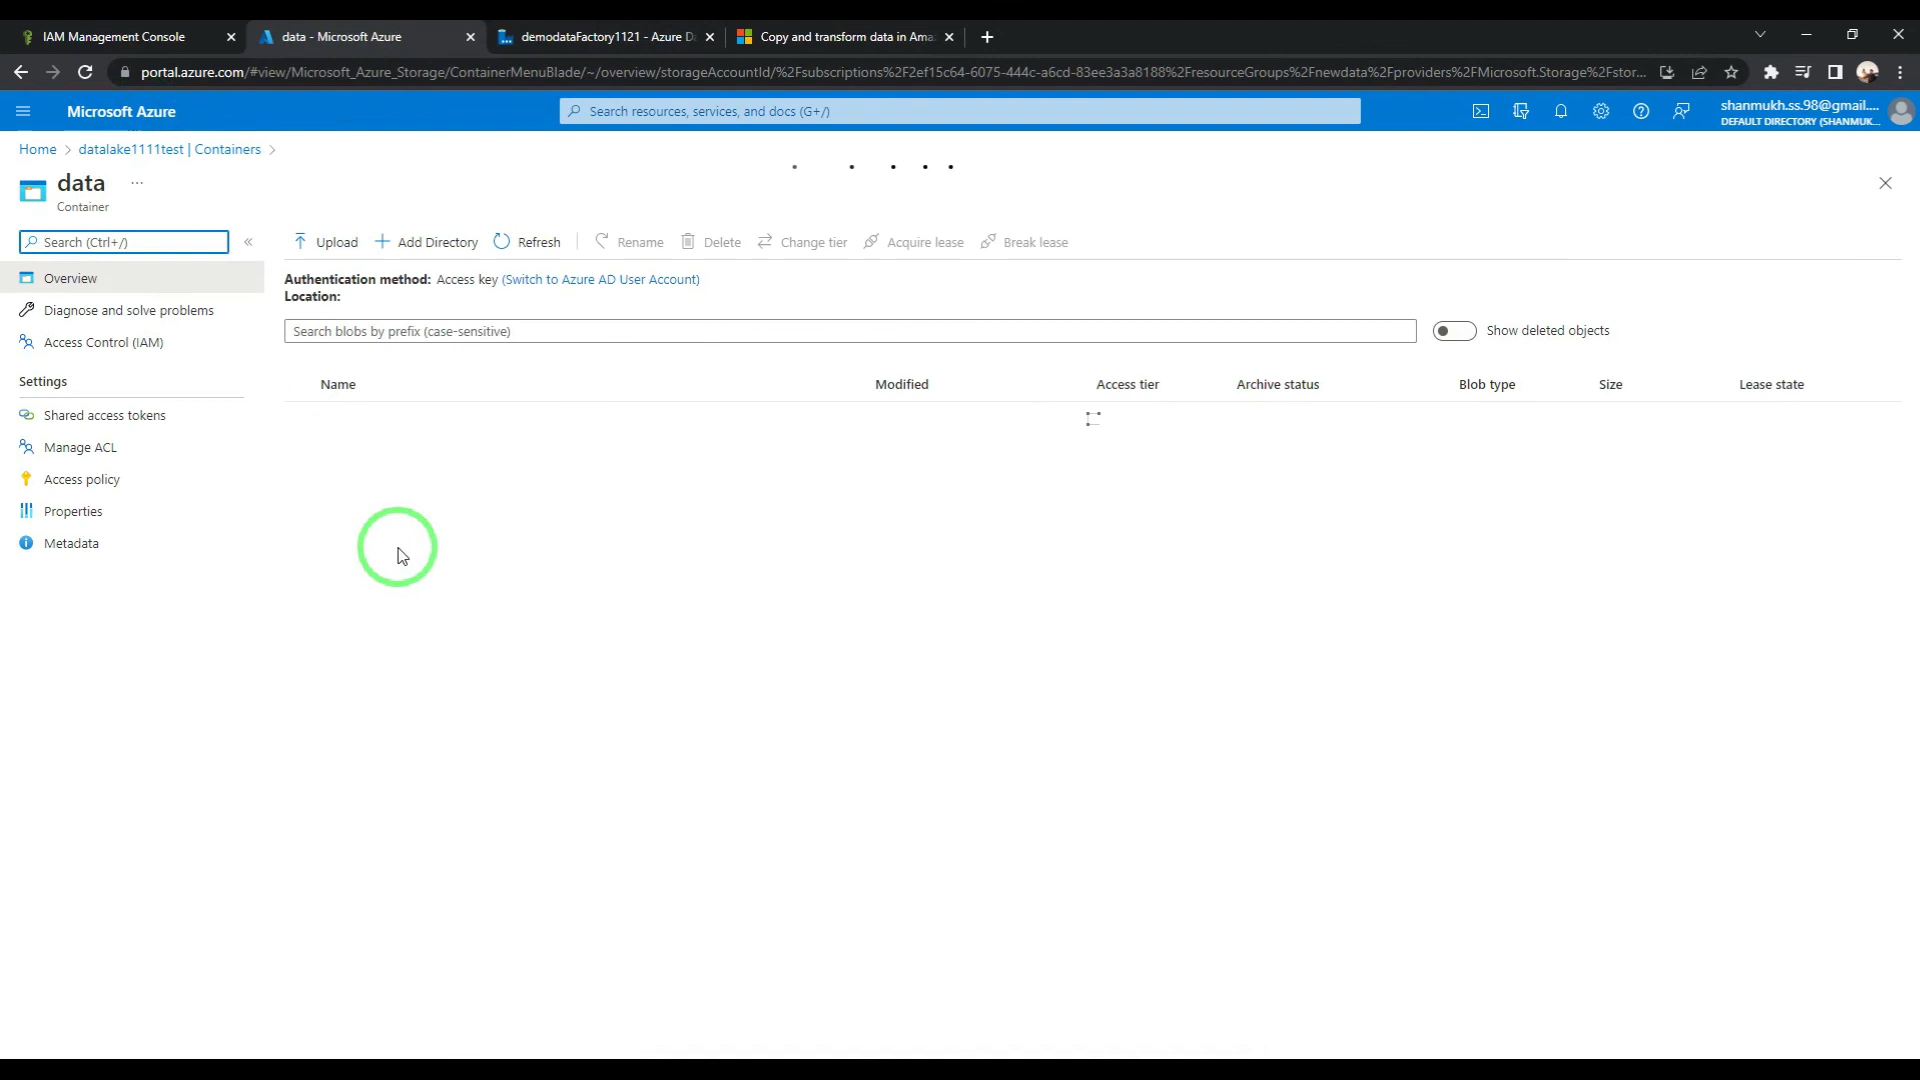 IAM Management Console
data - Microsoft Azure
demodataFactory1121 - Azure D
Copy and transform data in Ama
portal.azure.com/#view/Microsoft_Azure_Storage/ContainerMenuBlade/~/overview/storageAccountId/%2Fsubscriptions%2F2ef15c64-6075-444c-a6cd-83ee3a3a8188%2FresourceGroups%2Fnewdata%2Fproviders%2FMicrosoft.Storage%2Fstor...
Microsoft Azure
Search resources, services, and docs (G+/)
shanmukh.ss.98@gmail....
DEFAULT DIRECTORY (SHANMUK...
Home > datalake1111test | Containers >
data ...
Container
Search (Ctrl+/)
«
Upload
Add Directory
Refresh
Rename
Delete
Change tier
Acquire lease
Break lease
Overview
Diagnose and solve problems
Access Control (IAM)
Settings
Shared access tokens
Manage ACL
Access policy
Properties
Metadata
Authentication method: Access key (Switch to Azure AD User Account)
Location:
Search blobs by prefix (case-sensitive)
Show deleted objects
Name Modified Access tier Archive status Blob type Size Lease state